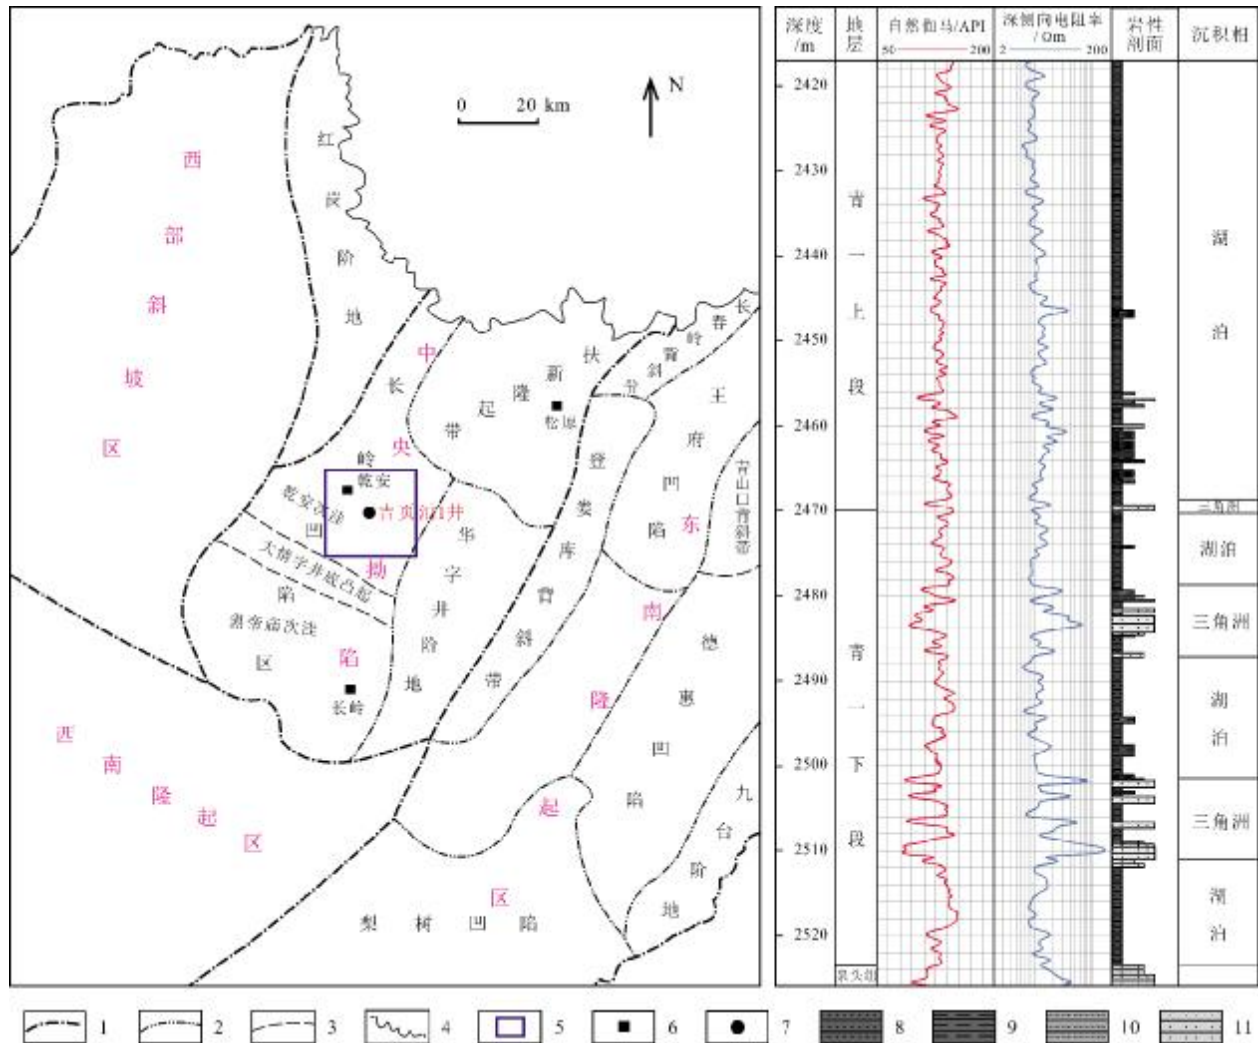 0 20 km
N
西部斜坡区
红岗阶地
中央拗陷
长岭凹陷区
扶新隆起带
松原
长春岭背斜带
登娄库背斜带
王府凹陷
青山口背斜带
东南隆起区
乾安
乾安次洼
吉页油1井
大情字井底凸起
黑帝庙次洼
长岭
华字井阶地
德惠凹陷
九台阶地
梨树凹陷
西南隆起区
深度/m
地层
自然伽马/API
50 200
深侧向电阻率/Ωm
2 200
岩性剖面
沉积相
2420
2430
2440
2450
2460
2470
2480
2490
2500
2510
2520
青一上段
青一下段
泉头组
湖泊
三角洲
湖泊
三角洲
湖泊
三角洲
湖泊
1
2
3
4
5
6
7
8
9
10
11